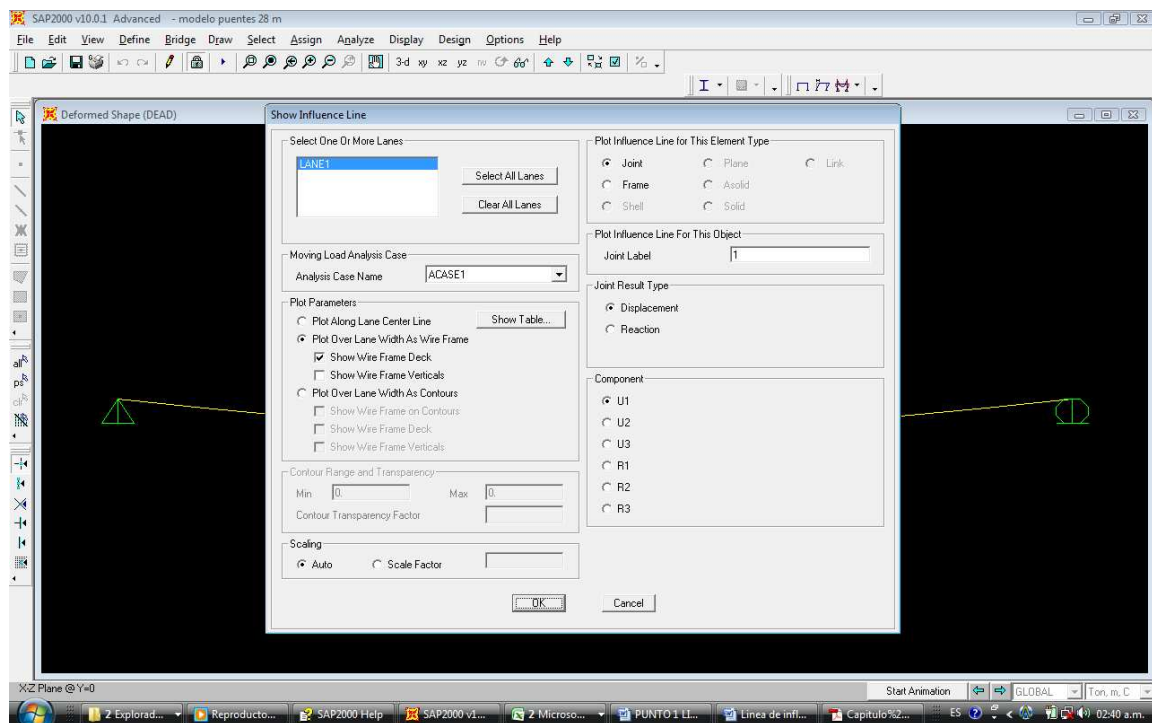 SAP2000 v10.0.1 Advanced - modelo puentes 28 m
File Edit View Define Bridge Draw Select Assign Analyze Display Design Options Help
3-d xy xz yz nv
Deformed Shape (DEAD)
Show Influence Line
Select One Or More Lanes
LANE1
Select All Lanes
Clear All Lanes
Moving Load Analysis Case
Analysis Case Name ACASE1
Plot Parameters
Plot Along Lane Center Line Show Table...
Plot Over Lane Width As Wire Frame
Show Wire Frame Deck
Show Wire Frame Verticals
Plot Over Lane Width As Contours
Show Wire Frame on Contours
Show Wire Frame Deck
Show Wire Frame Verticals
Contour Range and Transparency
Min 0. Max 0.
Contour Transparency Factor
Scaling
Auto Scale Factor
Plot Influence Line for This Element Type
Joint Plane Link
Frame Asolid
Shell Solid
Plot Influence Line For This Object
Joint Label 1
Joint Result Type
Displacement
Reaction
Component
U1
U2
U3
R1
R2
R3
OK Cancel
all
ps
clr
X-Z Plane @ Y=0 Start Animation GLOBAL Ton, m, C
2 Explorad... Reproducto... SAP2000 Help SAP2000 v1... 2 Microso... PUNTO 1 LI... Linea de infl... Capitulo%2... ES 02:40 a.m.